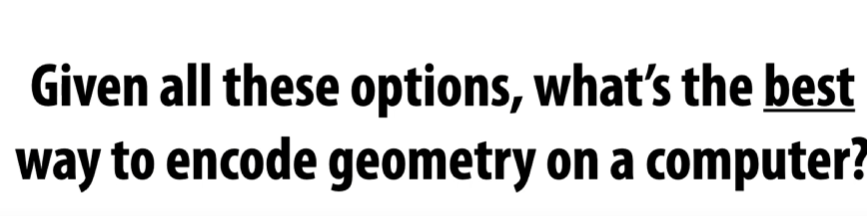 Given all these options, what’s the best
way to encode geometry on a computer?